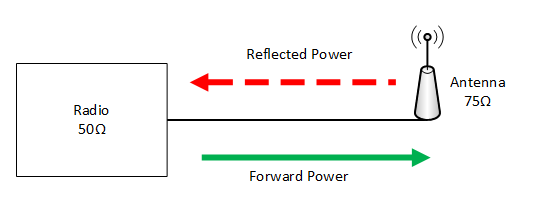 Reflected Power
Antenna
75Ω
Radio
50Ω
Forward Power